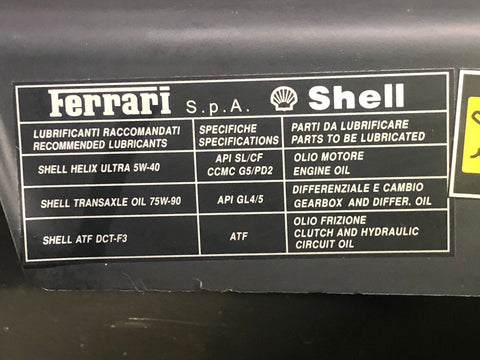 Ferrari S.p.A. Shell
LUBRIFICANTI RACCOMANDATI
RECOMMENDED LUBRICANTS
SPECIFICHE
SPECIFICATIONS
PARTI DA LUBRIFICARE
PARTS TO BE LUBRICATED
SHELL HELIX ULTRA 5W-40
API SL/CF
CCMC G5/PD2
OLIO MOTORE
ENGINE OIL
SHELL TRANSAXLE OIL 75W-90
API GL4/5
DIFFERENZIALE E CAMBIO
GEARBOX AND DIFFER. OIL
SHELL ATF DCT-F3
ATF
OLIO FRIZIONE
CLUTCH AND HYDRAULIC
CIRCUIT OIL